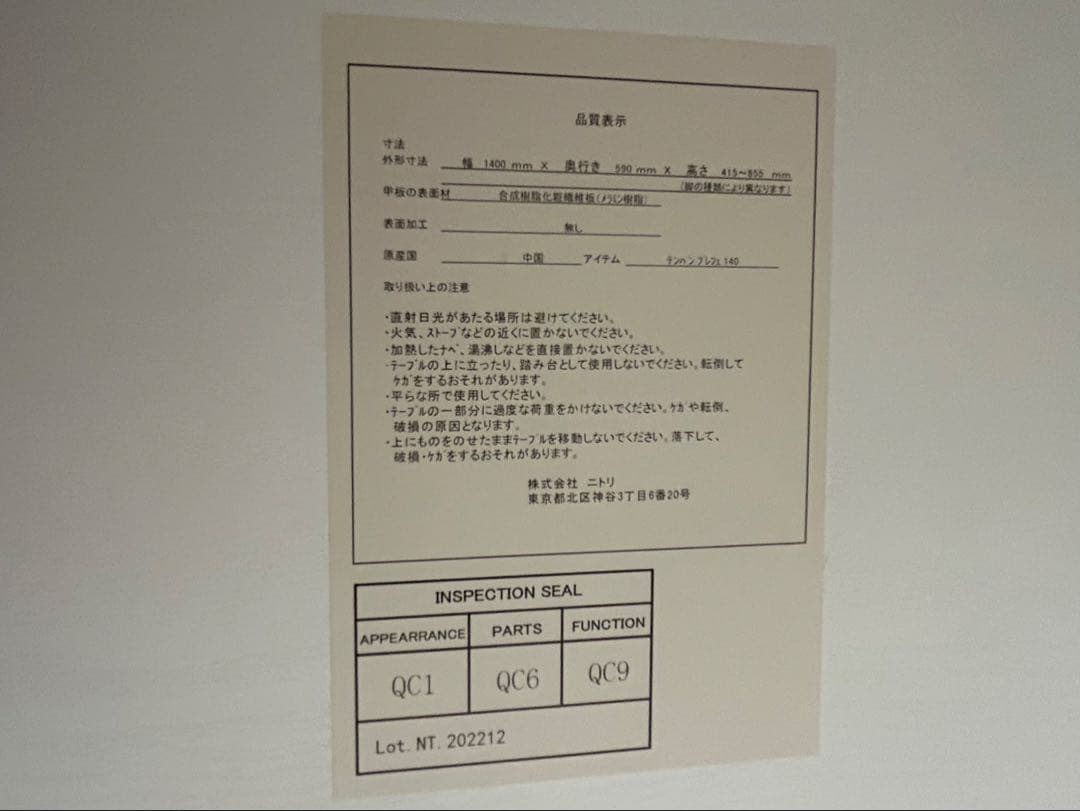 品質表示
寸法
外形寸法 幅 1400 mm × 奥行き 590 mm × 高さ 415~855 mm
(脚の種類により異なります)
甲板の表面材 合成樹脂化粧繊維板(ﾒﾗﾐﾝ樹脂)
表面加工 無し
原産国 中国 アイテム ﾃﾝﾊﾞﾝ ﾌﾟﾚﾌｪ 140
取り扱い上の注意
・直射日光があたる場所は避けてください。
・火気、ｽﾄｰﾌﾞなどの近くに置かないでください。
・加熱したﾅﾍﾞ、湯沸しなどを直接置かないでください。
・ﾃｰﾌﾞﾙの上に立ったり、踏み台として使用しないでください。転倒して
ｹｶﾞをするおそれがあります。
・平らな所で使用してください。
・ﾃｰﾌﾞﾙの一部分に過度な荷重をかけないでください。ｹｶﾞや転倒、
破損の原因となります。
・上にものをのせたままﾃｰﾌﾞﾙを移動しないでください。落下して、
破損・ｹｶﾞをするおそれがあります。
株式会社 ニトリ
東京都北区神谷3丁目6番20号
INSPECTION SEAL
APPEARRANCE PARTS FUNCTION
QC1 QC6 QC9
Lot. NT. 202212